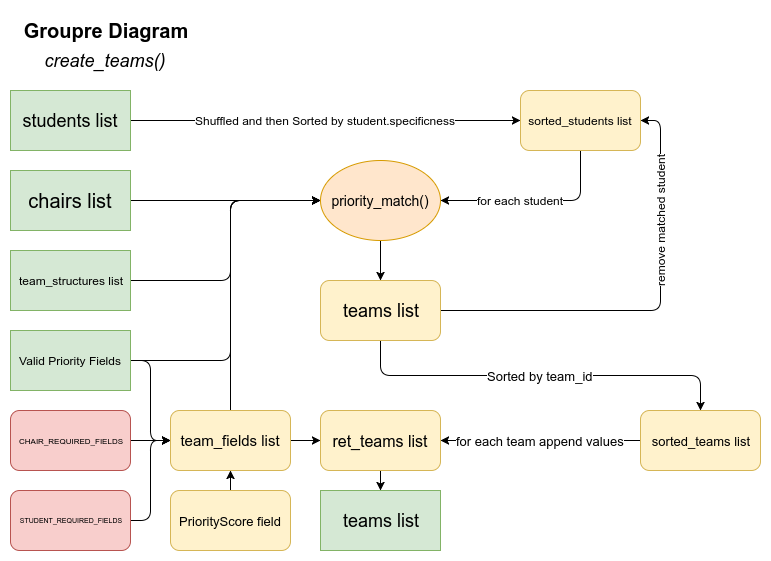 Groupre Diagram
create_teams()
students list
Shuffled and then Sorted by student.specificness
sorted_students list
chairs list
priority_match()
for each student
remove matched student
team_structures list
teams list
Valid Priority Fields
Sorted by team_id
CHAIR_REQUIRED_FIELDS
team_fields list
ret_teams list
for each team append values
sorted_teams list
STUDENT_REQUIRED_FIELDS
PriorityScore field
teams list